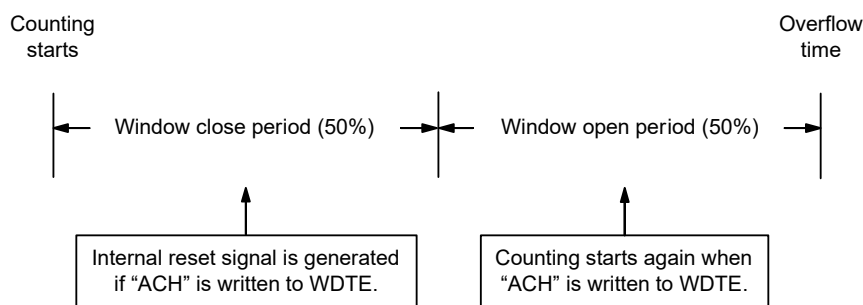 Counting
starts
Overflow
time
Window close period (50%)
Window open period (50%)
Internal reset signal is generated
if “ACH” is written to WDTE.
Counting starts again when
“ACH” is written to WDTE.